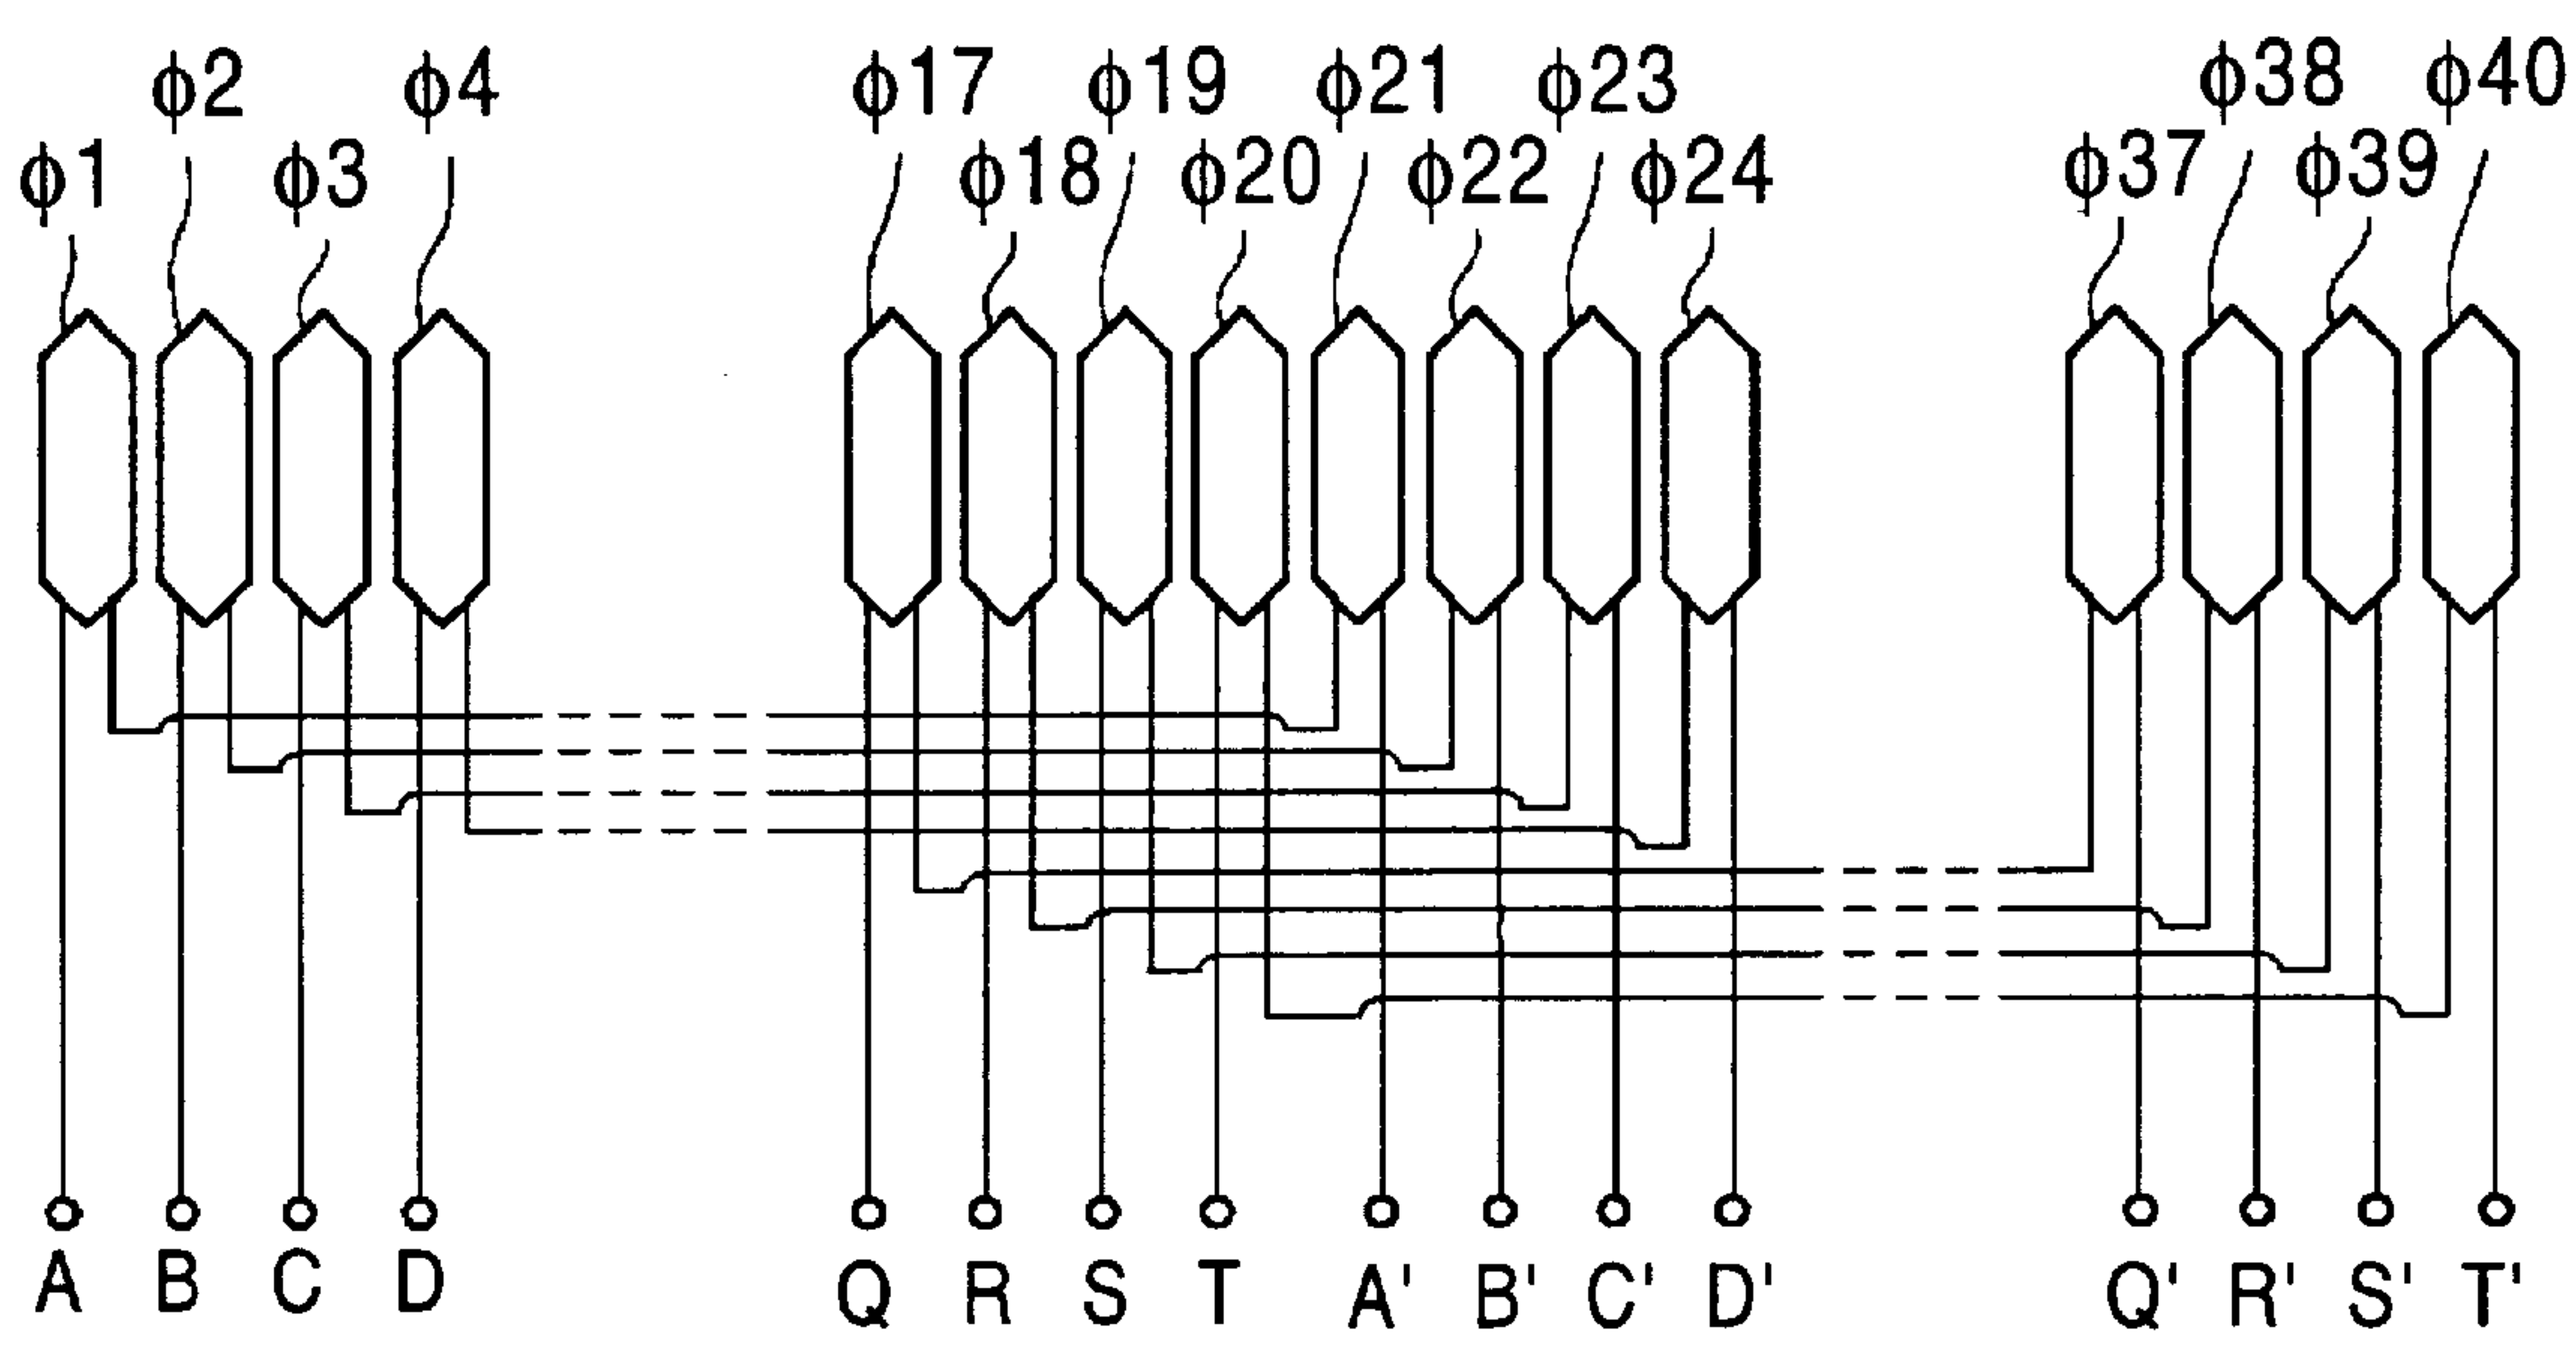 ϕ2 ϕ4 ϕ17 ϕ19 ϕ21 ϕ23 ϕ38 ϕ40
ϕ1 ϕ3 ϕ18 ϕ20 ϕ22 ϕ24 ϕ37 ϕ39
A B C D Q R S T A' B' C' D' Q' R' S' T'